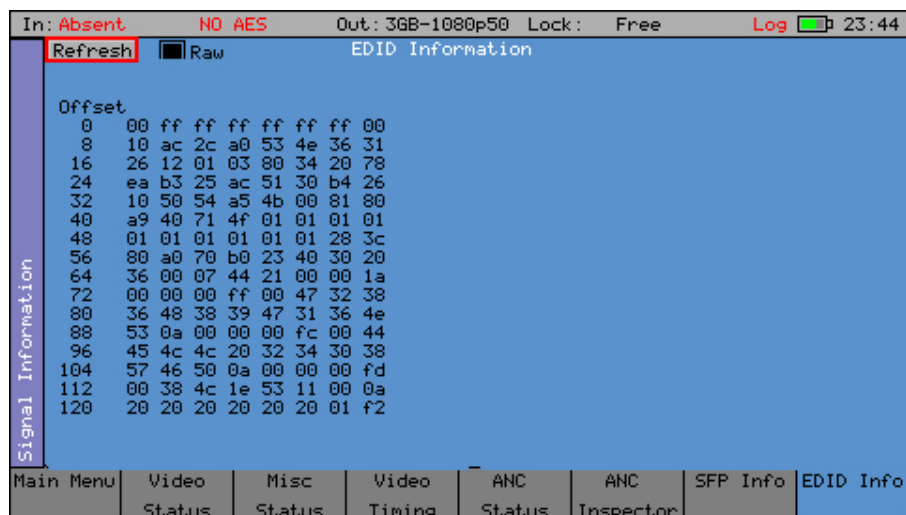 In: Absent NO AES Out: 3GB-1080p50 Lock: Free Log 23:44
Refresh Raw EDID Information
Offset
0 00 ff ff ff ff ff ff 00
8 10 ac 2c a0 53 4e 36 31
16 26 12 01 03 80 34 20 78
24 ea b3 25 ac 51 30 b4 26
32 10 50 54 a5 4b 00 81 80
40 a9 40 71 4f 01 01 01 01
48 01 01 01 01 01 01 28 3c
56 80 a0 70 b0 23 40 30 20
64 36 00 07 44 21 00 00 1a
72 00 00 00 ff 00 47 32 38
80 36 48 38 39 47 31 36 4e
88 53 0a 00 00 00 fc 00 44
96 45 4c 4c 20 32 34 30 38
104 57 46 50 0a 00 00 00 fd
112 00 38 4c 1e 53 11 00 0a
120 20 20 20 20 20 20 01 f2
Signal Information
Main Menu Video Misc Video ANC ANC SFP Info EDID Info
Status Status Timing Status Inspector